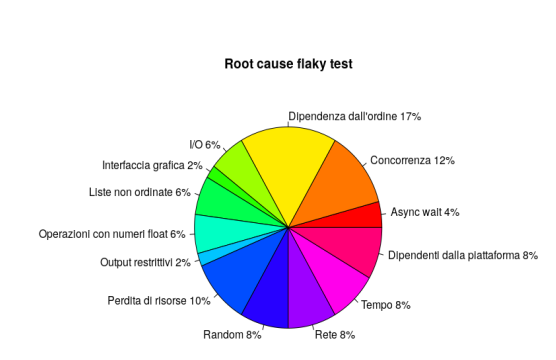 Root cause flaky test
Dipendenza dall'ordine 17%
Concorrenza 12%
Async wait 4%
Dipendenti dalla piattaforma 8%
Tempo 8%
Rete 8%
Random 8%
Perdita di risorse 10%
Output restrittivi 2%
Operazioni con numeri float 6%
Liste non ordinate 6%
Interfaccia grafica 2%
I/O 6%